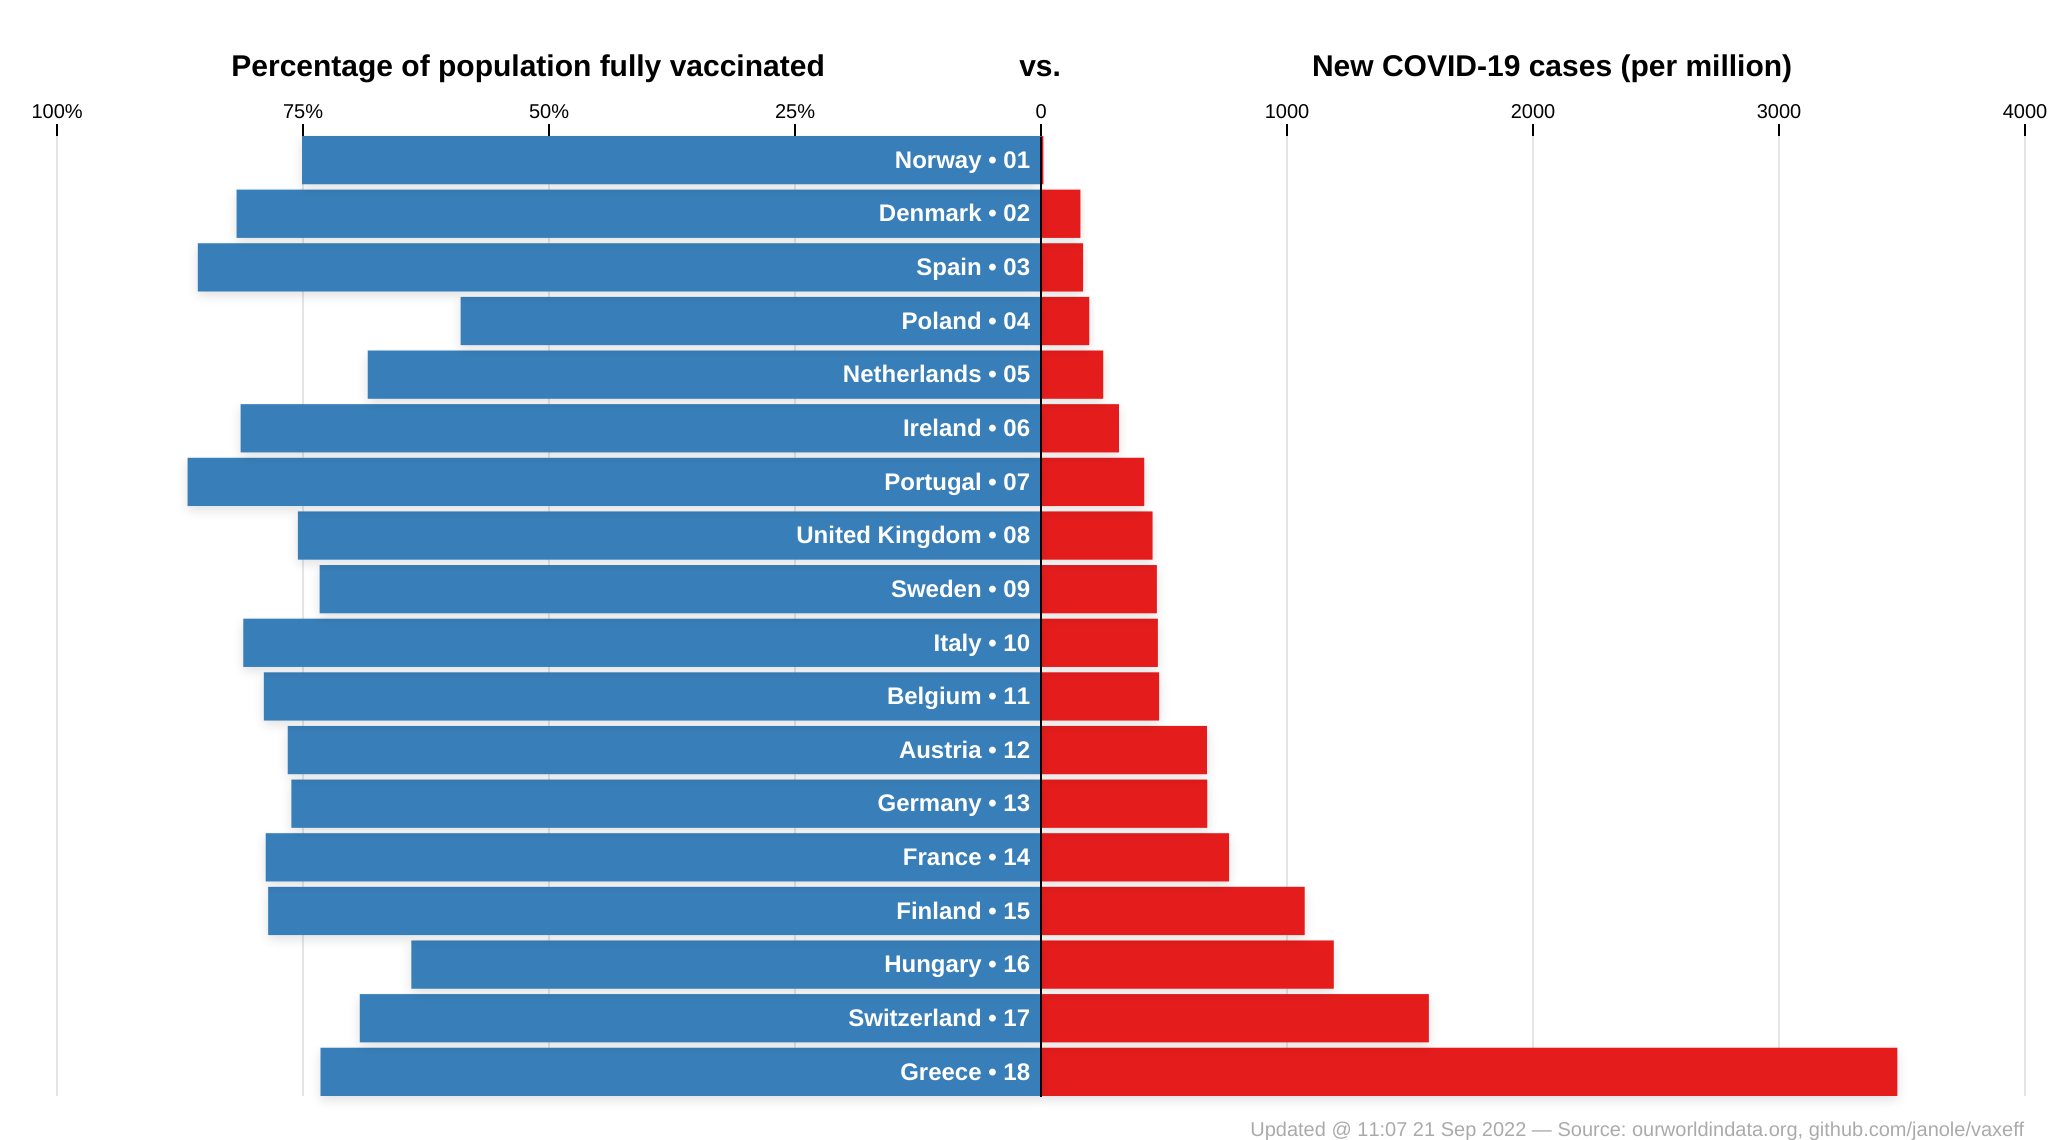 Percentage of population fully vaccinated vs. New COVID-19 cases (per million)
100% 75% 50% 25% 0 1000 2000 3000 4000
Norway • 01
Denmark • 02
Spain • 03
Poland • 04
Netherlands • 05
Ireland • 06
Portugal • 07
United Kingdom • 08
Sweden • 09
Italy • 10
Belgium • 11
Austria • 12
Germany • 13
France • 14
Finland • 15
Hungary • 16
Switzerland • 17
Greece • 18
Updated @ 11:07 21 Sep 2022 — Source: ourworldindata.org, github.com/janole/vaxeff